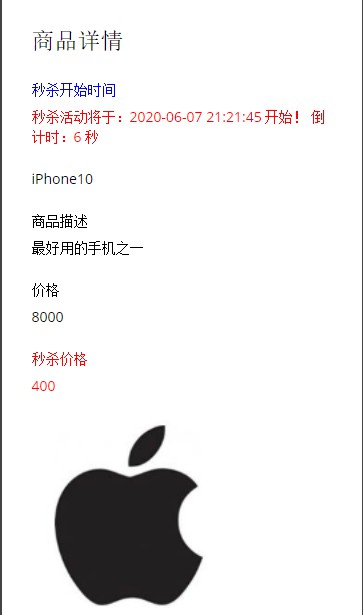 商品详情
秒杀开始时间
秒杀活动将于：2020-06-07 21:21:45 开始！ 倒
计时：6 秒
iPhone10
商品描述
最好用的手机之一
价格
8000
秒杀价格
400